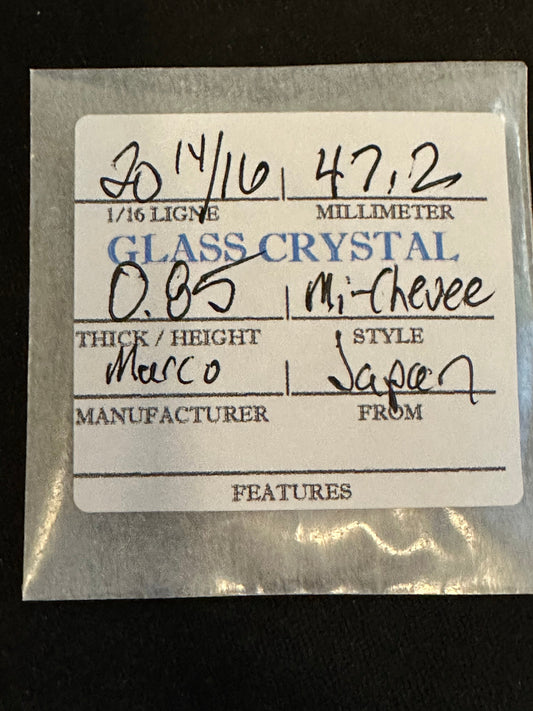 20 14/16 | 47,2
1/16 LIGNE MILLIMETER
GLASS CRYSTAL
0.85 | Mi-Chevee
THICK / HEIGHT STYLE
Marco | Japan
MANUFACTURER FROM
FEATURES